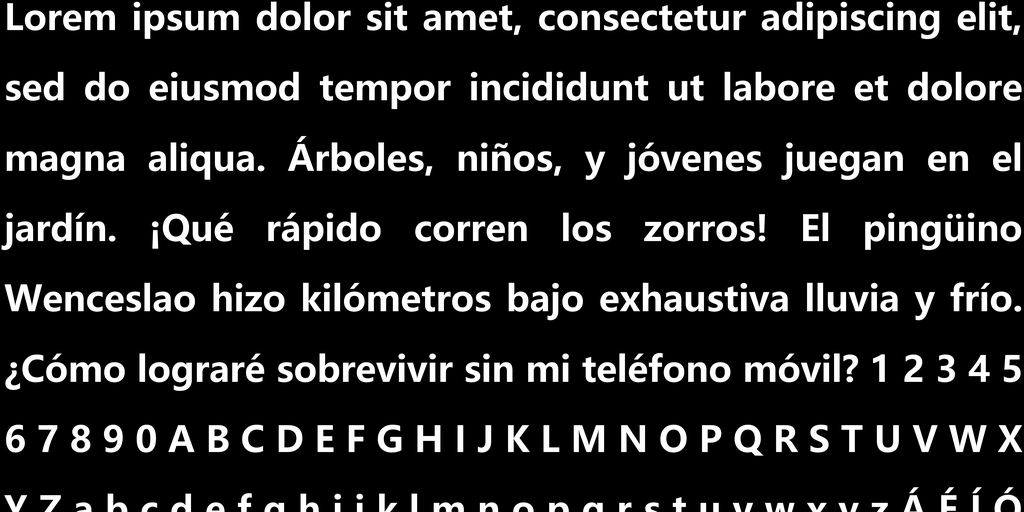 Lorem ipsum dolor sit amet, consectetur adipiscing elit,
sed do eiusmod tempor incididunt ut labore et dolore
magna aliqua. Árboles, niños, y jóvenes juegan en el
jardín. ¡Qué rápido corren los zorros! El pingüino
Wenceslao hizo kilómetros bajo exhaustiva lluvia y frío.
¿Cómo lograré sobrevivir sin mi teléfono móvil? 1 2 3 4 5
6 7 8 9 0 A B C D E F G H I J K L M N O P Q R S T U V W X
Y Z a b c d e f g h i j k l m n o p q r s t u v w x y z Á É Í Ó